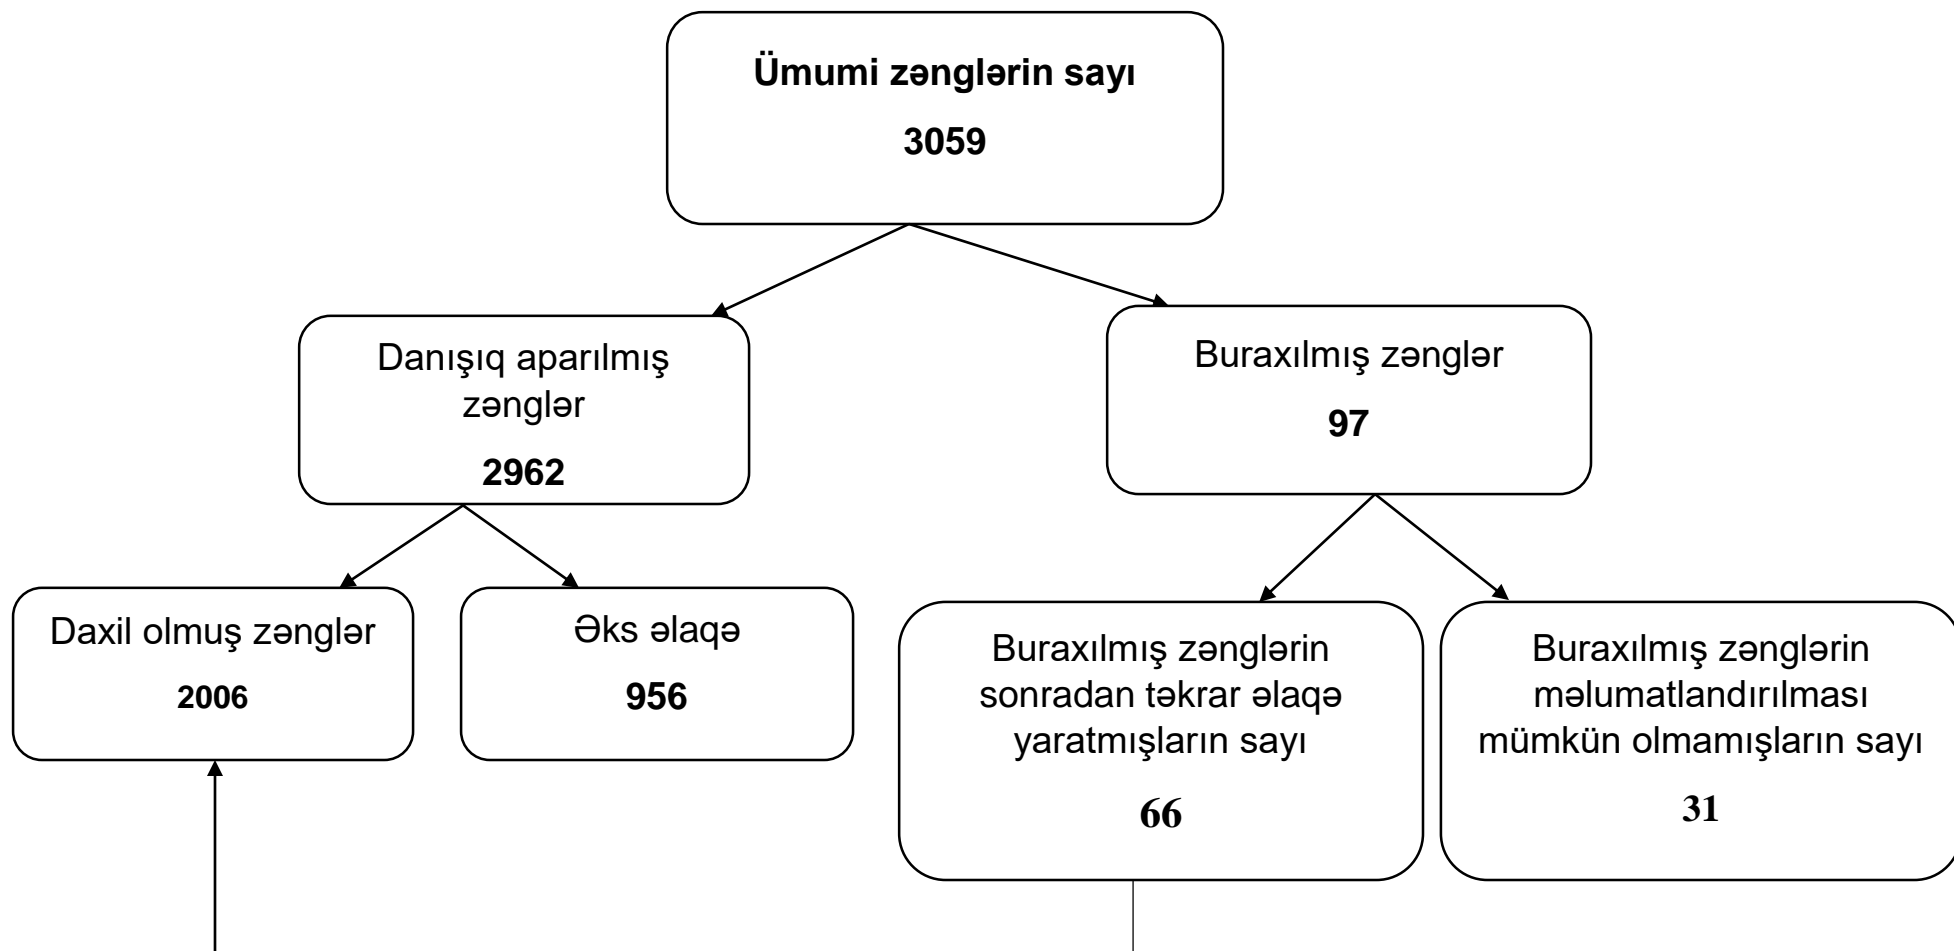 Ümumi zənglərin sayı
3059
Danışıq aparılmış
zənglər
2962
Buraxılmış zənglər
97
Daxil olmuş zənglər
2006
Əks əlaqə
956
Buraxılmış zənglərin
sonradan təkrar əlaqə
yaratmışların sayı
66
Buraxılmış zənglərin
məlumatlandırılması
mümkün olmamışların sayı
31